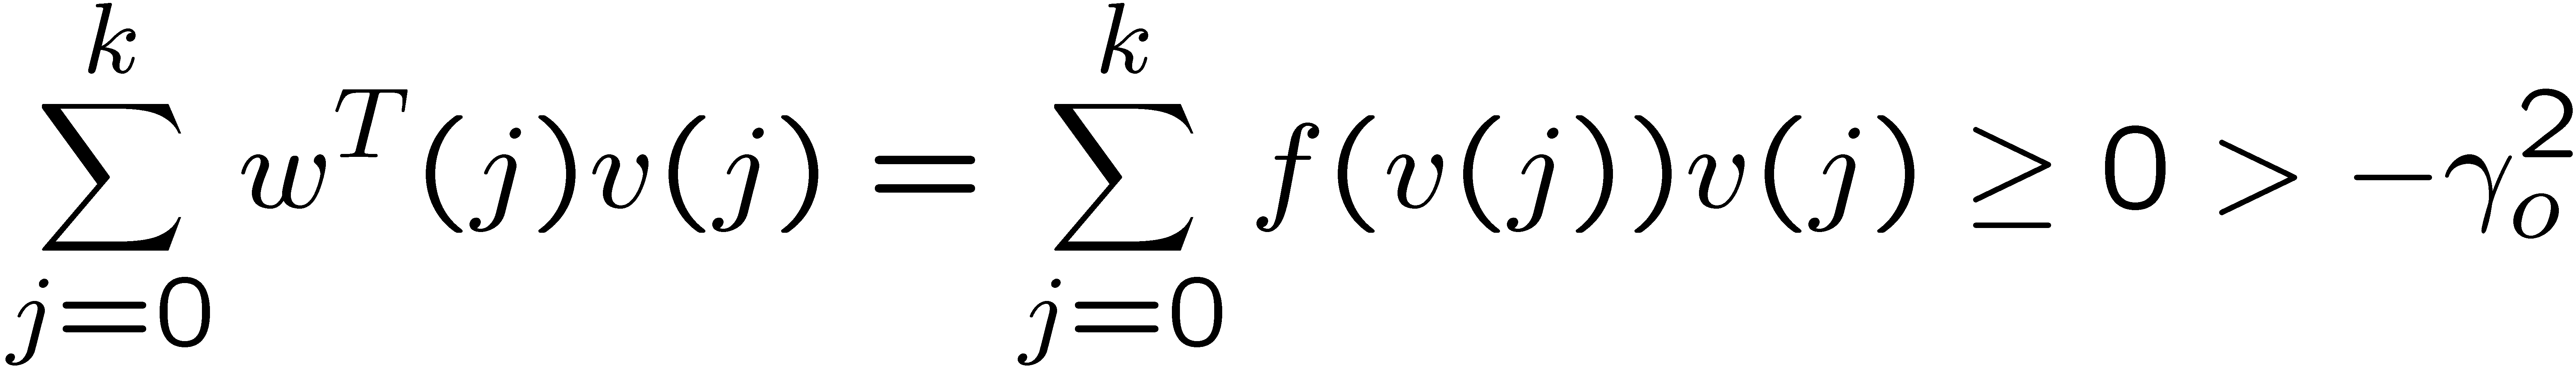 \sum_{j=0}^{k} w^T(j)v(j) = \sum_{j=0}^{k} f(v(j))v(j) \geq 0 > -\gamma_o^2